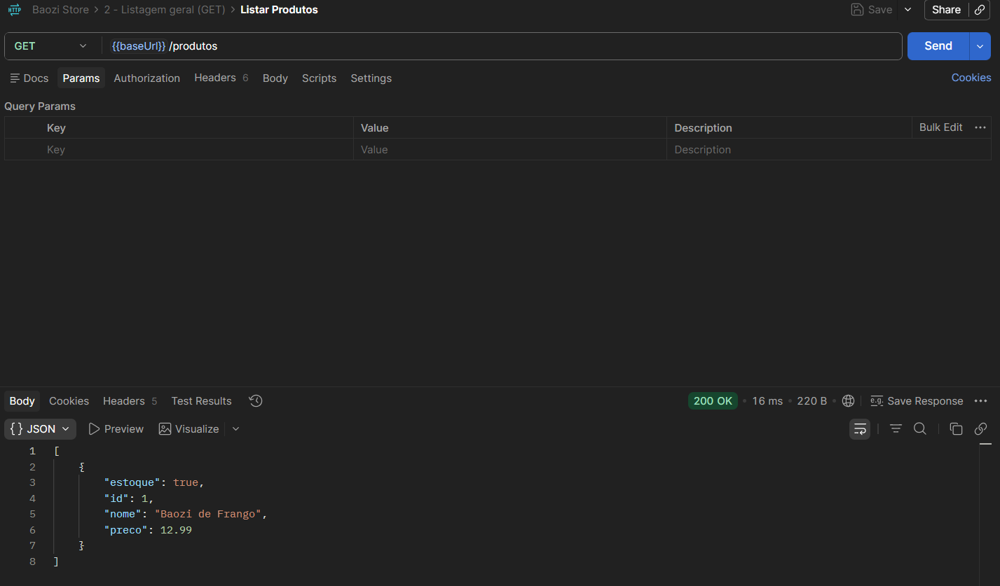 HTTP Baozi Store > 2 - Listagem geral (GET) > Listar Produtos Save Share
GET {{baseUrl}} /produtos Send
Docs Params Authorization Headers 6 Body Scripts Settings Cookies
Query Params
Key Value Description Bulk Edit ...
Key Value Description
Body Cookies Headers 5 Test Results 200 OK • 16 ms • 220 B • e.g. Save Response ...
{ } JSON Preview Visualize
1 [
2 {
3 "estoque": true,
4 "id": 1,
5 "nome": "Baozi de Frango",
6 "preco": 12.99
7 }
8 ]